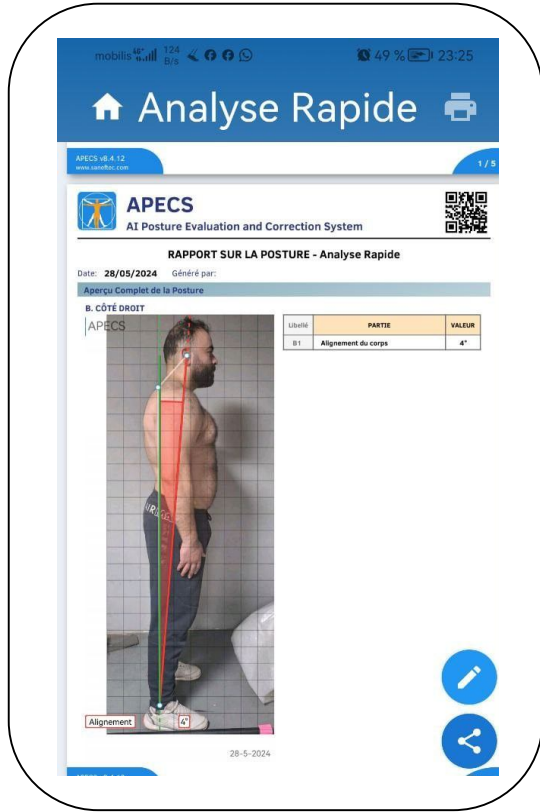 mobilis 4G+ 124 B/s 49 % 23:25
Analyse Rapide
APECS v8.4.12
www.saneftec.com
1 / 5
APECS
AI Posture Evaluation and Correction System
RAPPORT SUR LA POSTURE - Analyse Rapide
Date: 28/05/2024 Généré par:
Aperçu Complet de la Posture
B. CÔTÉ DROIT
APECS
Libellé PARTIE VALEUR
B1 Alignement du corps 4°
Alignement 4°
28-5-2024